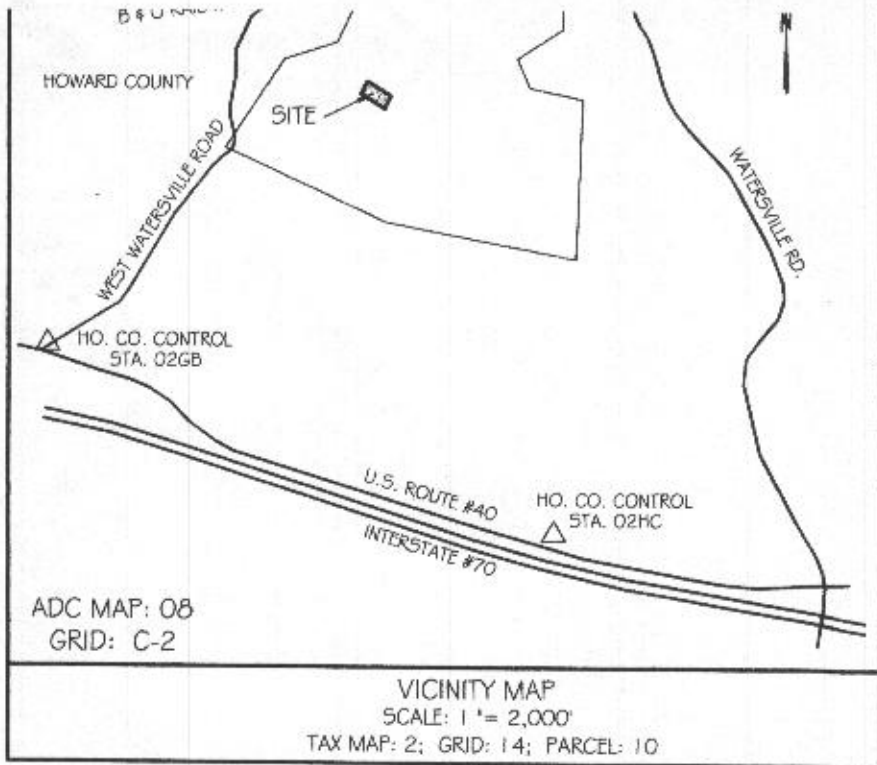 B & O
N
HOWARD COUNTY
SITE
WEST WATERSVILLE ROAD
WATERSVILLE RD.
HO. CO. CONTROL
STA. 02GB
U.S. ROUTE #40
HO. CO. CONTROL
STA. 02HC
INTERSTATE #70
ADC MAP: 08
GRID: C-2
VICINITY MAP
SCALE: 1 "= 2,000'
TAX MAP: 2; GRID: 14; PARCEL: 10